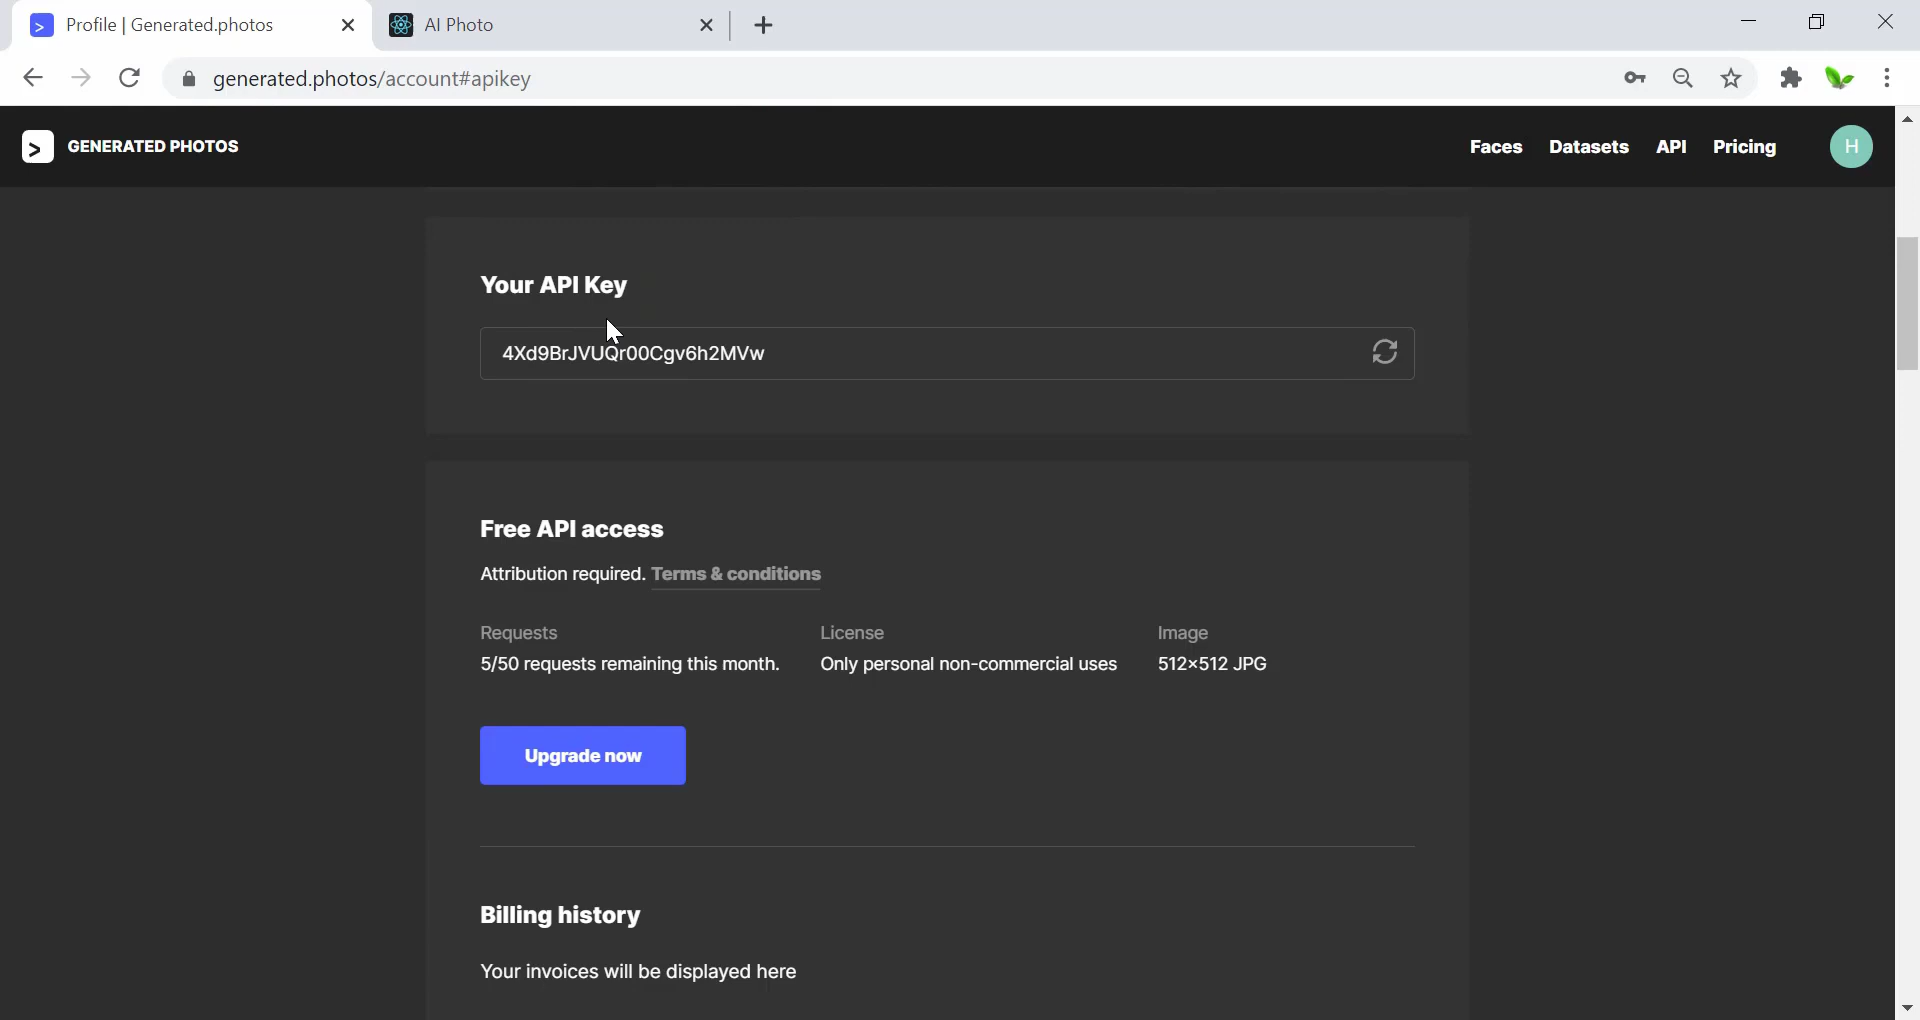 Profile | Generated.photos
AI Photo
generated.photos/account#apikey
GENERATED PHOTOS
Faces Datasets API Pricing
H
Your API Key
4Xd9BrJVUQr00Cgv6h2MVw
Free API access
Attribution required. Terms & conditions
Requests License Image
5/50 requests remaining this month. Only personal non-commercial uses 512×512 JPG
Upgrade now
Billing history
Your invoices will be displayed here